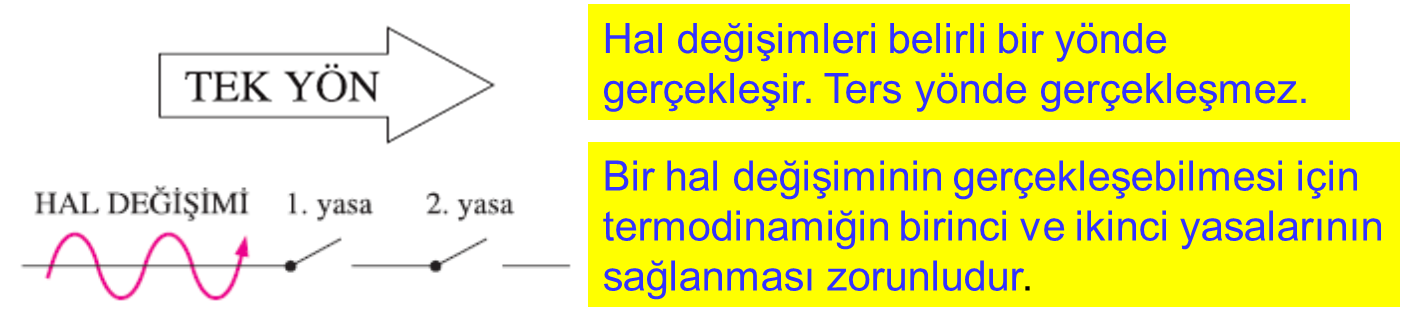 TEK YÖN
Hal değişimleri belirli bir yönde
gerçekleşir. Ters yönde gerçekleşmez.
HAL DEĞİŞİMİ 1. yasa 2. yasa
Bir hal değişiminin gerçekleşebilmesi için
termodinamiğin birinci ve ikinci yasalarının
sağlanması zorunludur.